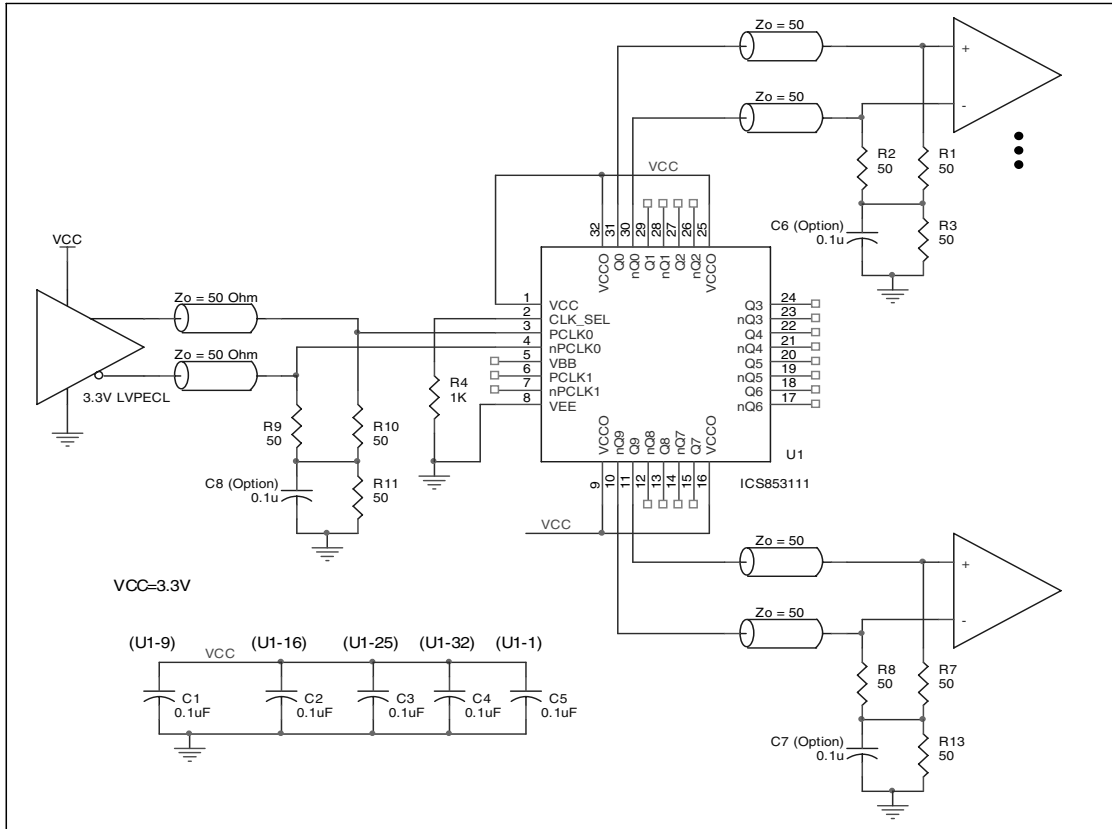 Zo = 50
+
Zo = 50
-
R2
50
R1
50
VCC
C6 (Option)
0.1u
R3
50
32
31
30
29
28
27
26
25
VCCO
Q0
nQ0
Q1
nQ1
Q2
nQ2
VCCO
VCC
Zo = 50 Ohm
Zo = 50 Ohm
3.3V LVPECL
1
2
3
4
5
6
7
8
VCC
CLK_SEL
PCLK0
nPCLK0
VBB
PCLK1
nPCLK1
VEE
Q3
nQ3
Q4
nQ4
Q5
nQ5
Q6
nQ6
24
23
22
21
20
19
18
17
R4
1K
R9
50
R10
50
C8 (Option)
0.1u
R11
50
VCCO
nQ9
Q9
nQ8
Q8
nQ7
Q7
VCCO
9
10
11
12
13
14
15
16
U1
ICS853111
VCC
Zo = 50
+
Zo = 50
-
R8
50
R7
50
C7 (Option)
0.1u
R13
50
VCC=3.3V
(U1-9)
VCC
(U1-16)
(U1-25)
(U1-32)
(U1-1)
C1
0.1uF
C2
0.1uF
C3
0.1uF
C4
0.1uF
C5
0.1uF